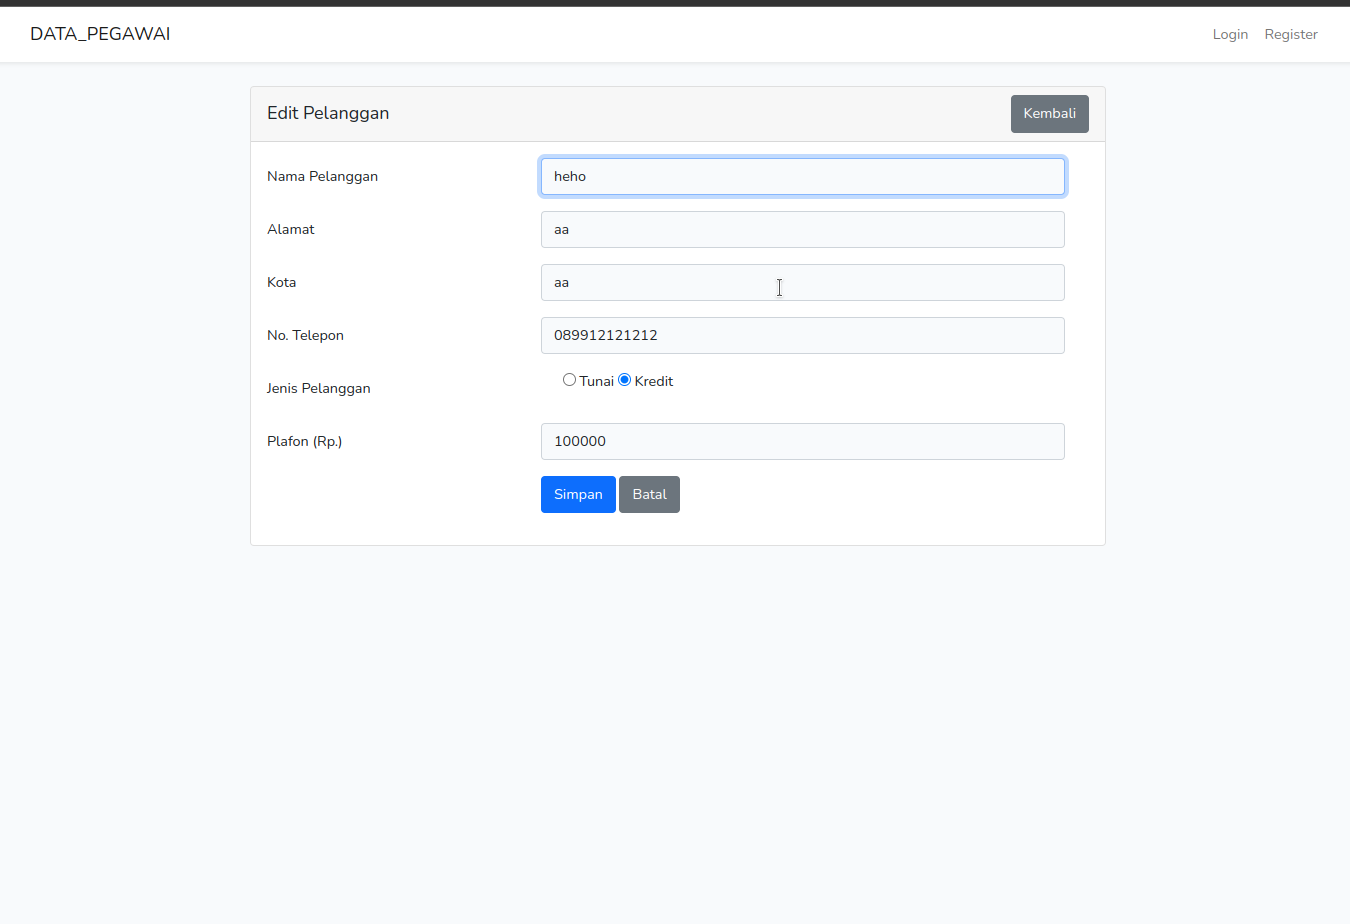 DATA_PEGAWAI Login Register
Edit Pelanggan Kembali
Nama Pelanggan heho
Alamat aa
Kota aa
No. Telepon 089912121212
Jenis Pelanggan Tunai Kredit
Plafon (Rp.) 100000
Simpan Batal